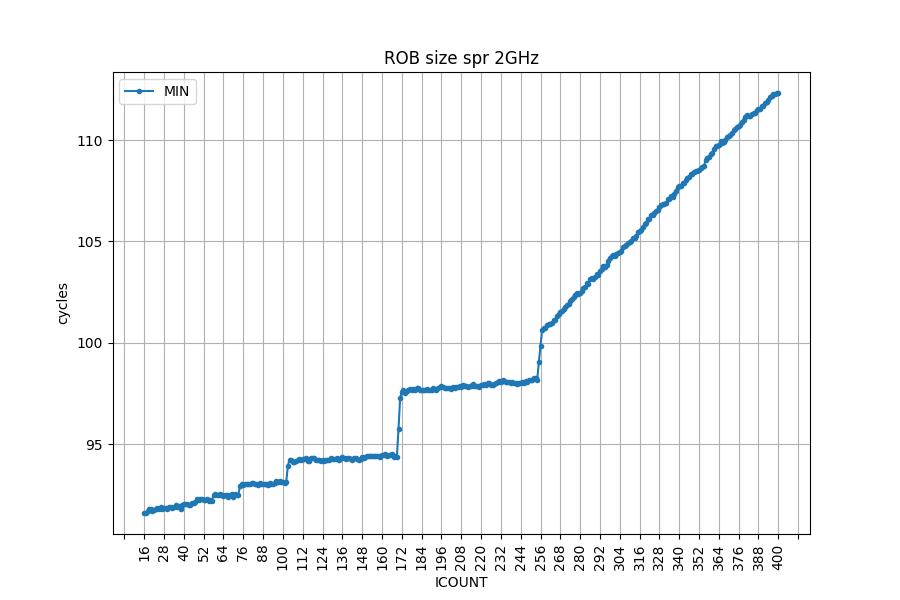 ROB size spr 2GHz
MIN
110
105
100
95
cycles
16 28 40 52 64 76 88 100 112 124 136 148 160 172 184 196 208 220 232 244 256 268 280 292 304 316 328 340 352 364 376 388 400
ICOUNT